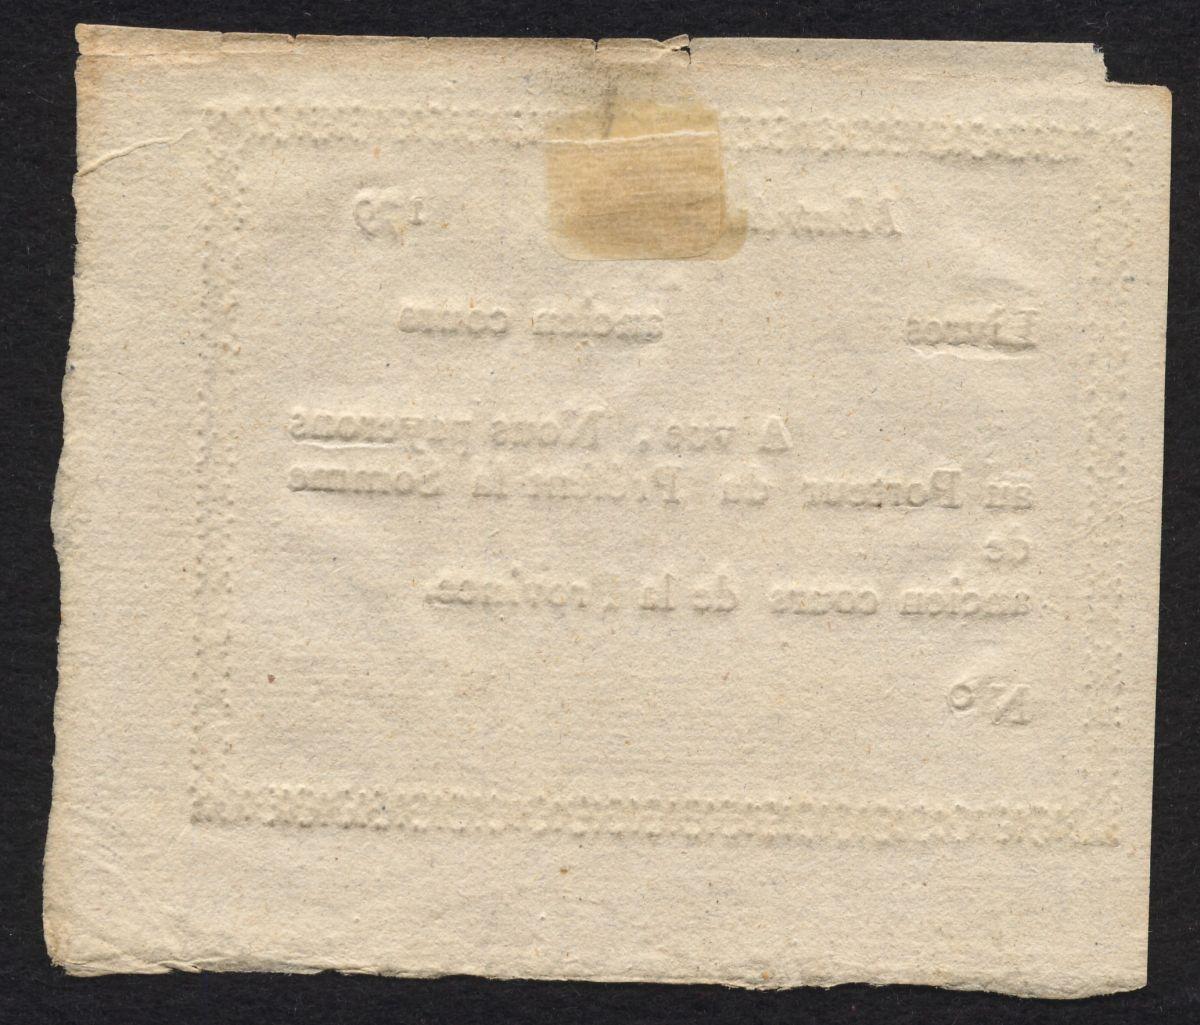 Montréal 179
Livres ancien cours
A vue, Nous payerons
au Porteur du Présent la Somme
de
ancien cours de la Province.
Nº